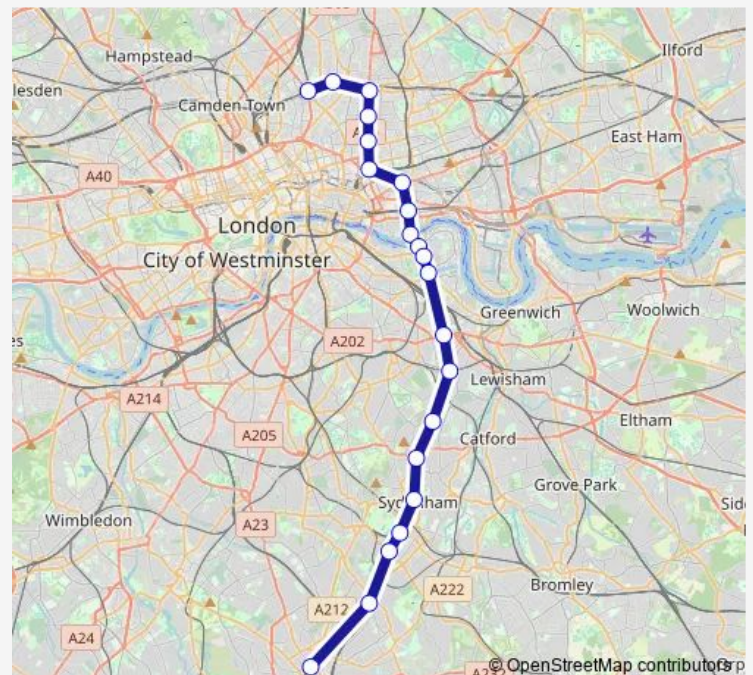 Hampstead
Ilford
lesden
Camden Town
East Ham
A40
London
City of Westminster
Greenwich
Woolwich
es
A202
Lewisham
A214
A205
Catford
Eltham
Grove Park
Sid
Wimbledon
A23
Bromley
A222
A212
A24
© OpenStreetMap contributors